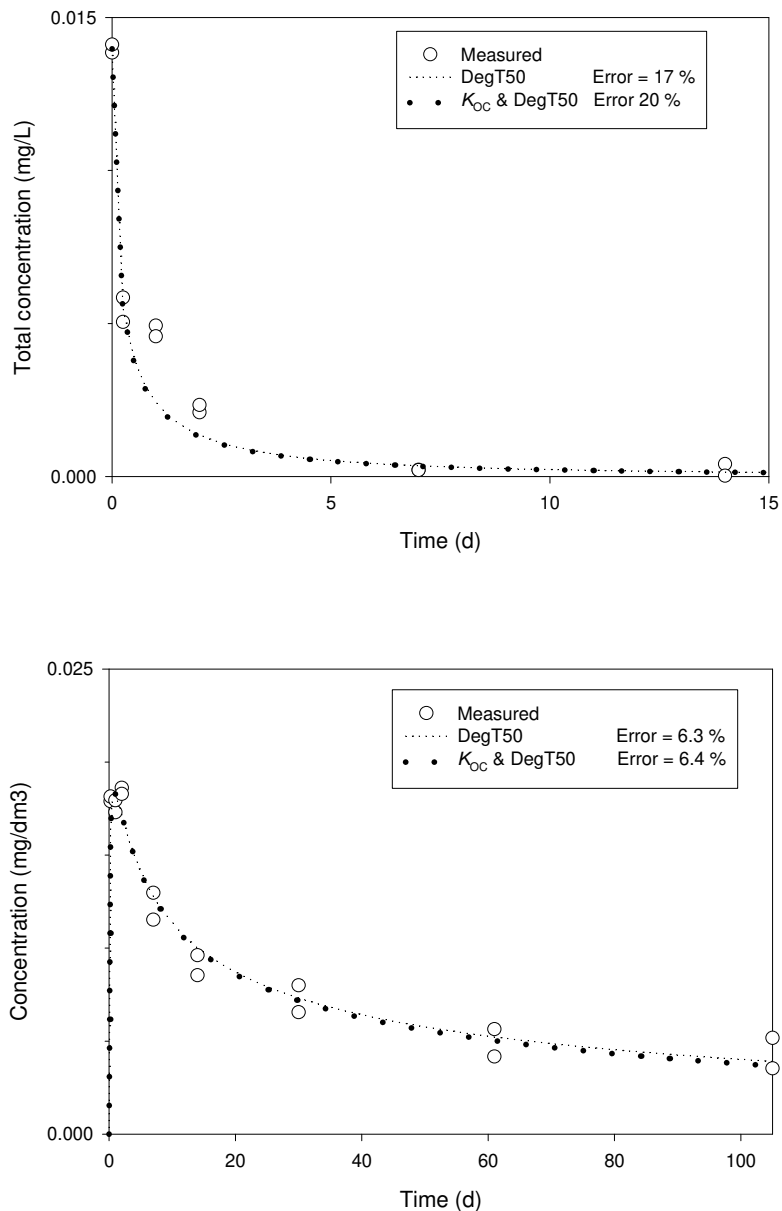 0.015
Measured
DegT50 Error = 17 %
KOC & DegT50 Error 20 %
Total concentration (mg/L)
0.000
0 5 10 15
Time (d)
0.025
Measured
DegT50 Error = 6.3 %
KOC & DegT50 Error = 6.4 %
Concentration (mg/dm3)
0.000
0 20 40 60 80 100
Time (d)